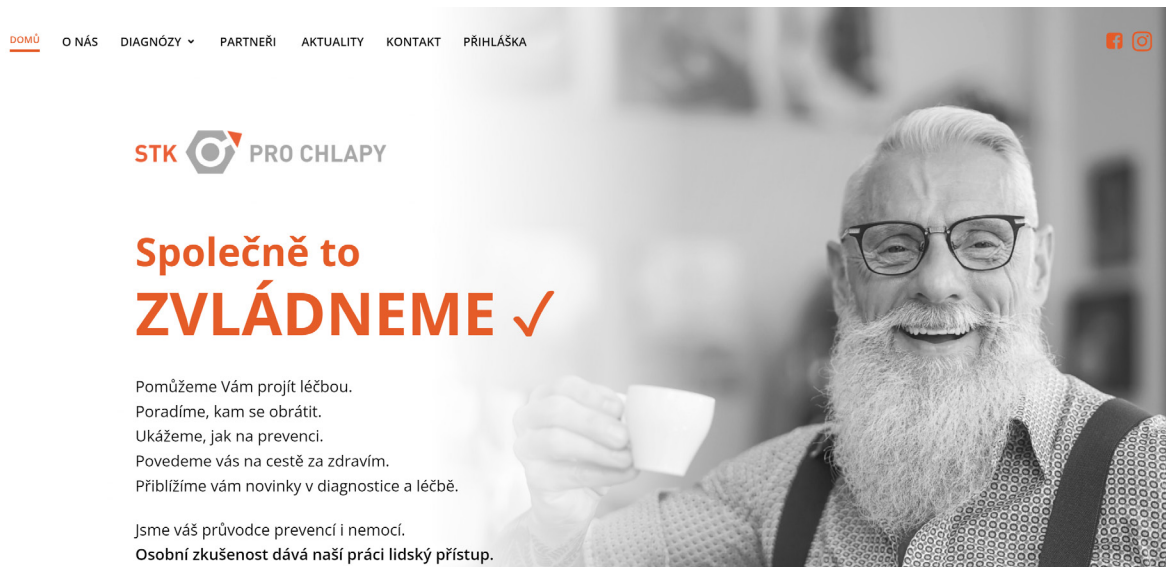 DOMŮ O NÁS DIAGNÓZY PARTNEŘI AKTUALITY KONTAKT PŘIHLÁŠKA
STK PRO CHLAPY
Společně to
ZVLÁDNEME ✓
Pomůžeme Vám projít léčbou.
Poradíme, kam se obrátit.
Ukážeme, jak na prevenci.
Povedeme vás na cestě za zdravím.
Přiblížíme vám novinky v diagnostice a léčbě.
Jsme váš průvodce prevencí i nemocí.
Osobní zkušenost dává naší práci lidský přístup.